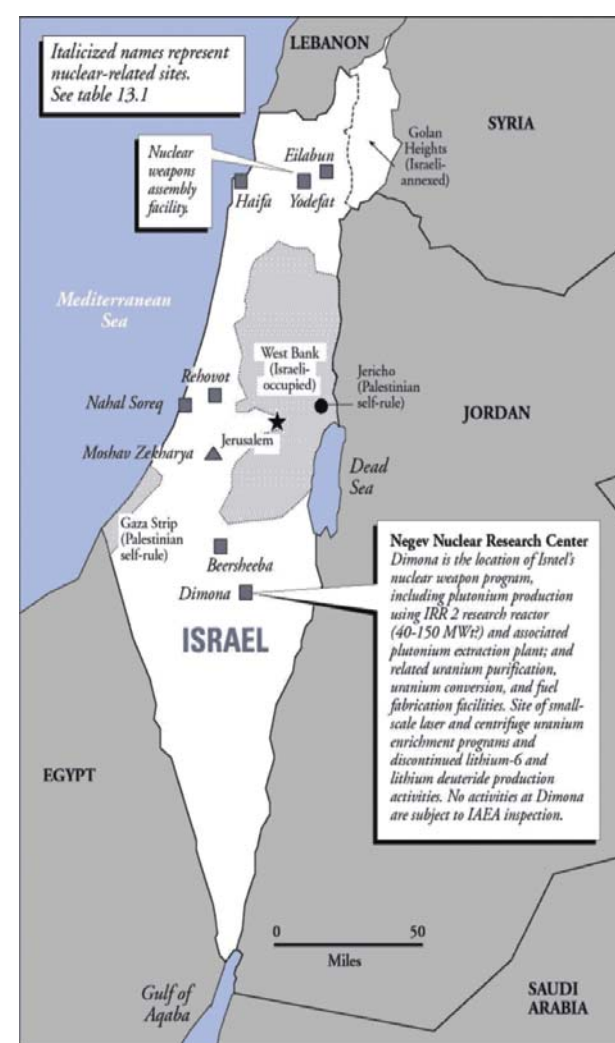 Italicized names represent
nuclear-related sites.
See table 13.1
LEBANON
SYRIA
Golan
Heights
(Israeli-
annexed)
Nuclear
weapons
assembly
facility.
Eilabun
Haifa
Yodefat
Mediterranean
Sea
West Bank
(Israeli-
occupied)
Jericho
(Palestinian
self-rule)
Rehovot
Nahal Soreq
JORDAN
Jerusalem
Moshav Zekharya
Dead
Sea
Gaza Strip
(Palestinian
self-rule)
Beersheeba
Dimona
ISRAEL
Negev Nuclear Research Center
Dimona is the location of Israel's
nuclear weapon program,
including plutonium production
using IRR 2 research reactor
(40-150 MWt?) and associated
plutonium extraction plant; and
related uranium purification,
uranium conversion, and fuel
fabrication facilities. Site of small-
scale laser and centrifuge uranium
enrichment programs and
discontinued lithium-6 and
lithium deuteride production
activities. No activities at Dimona
are subject to IAEA inspection.
EGYPT
0 50
Miles
Gulf of
Aqaba
SAUDI
ARABIA